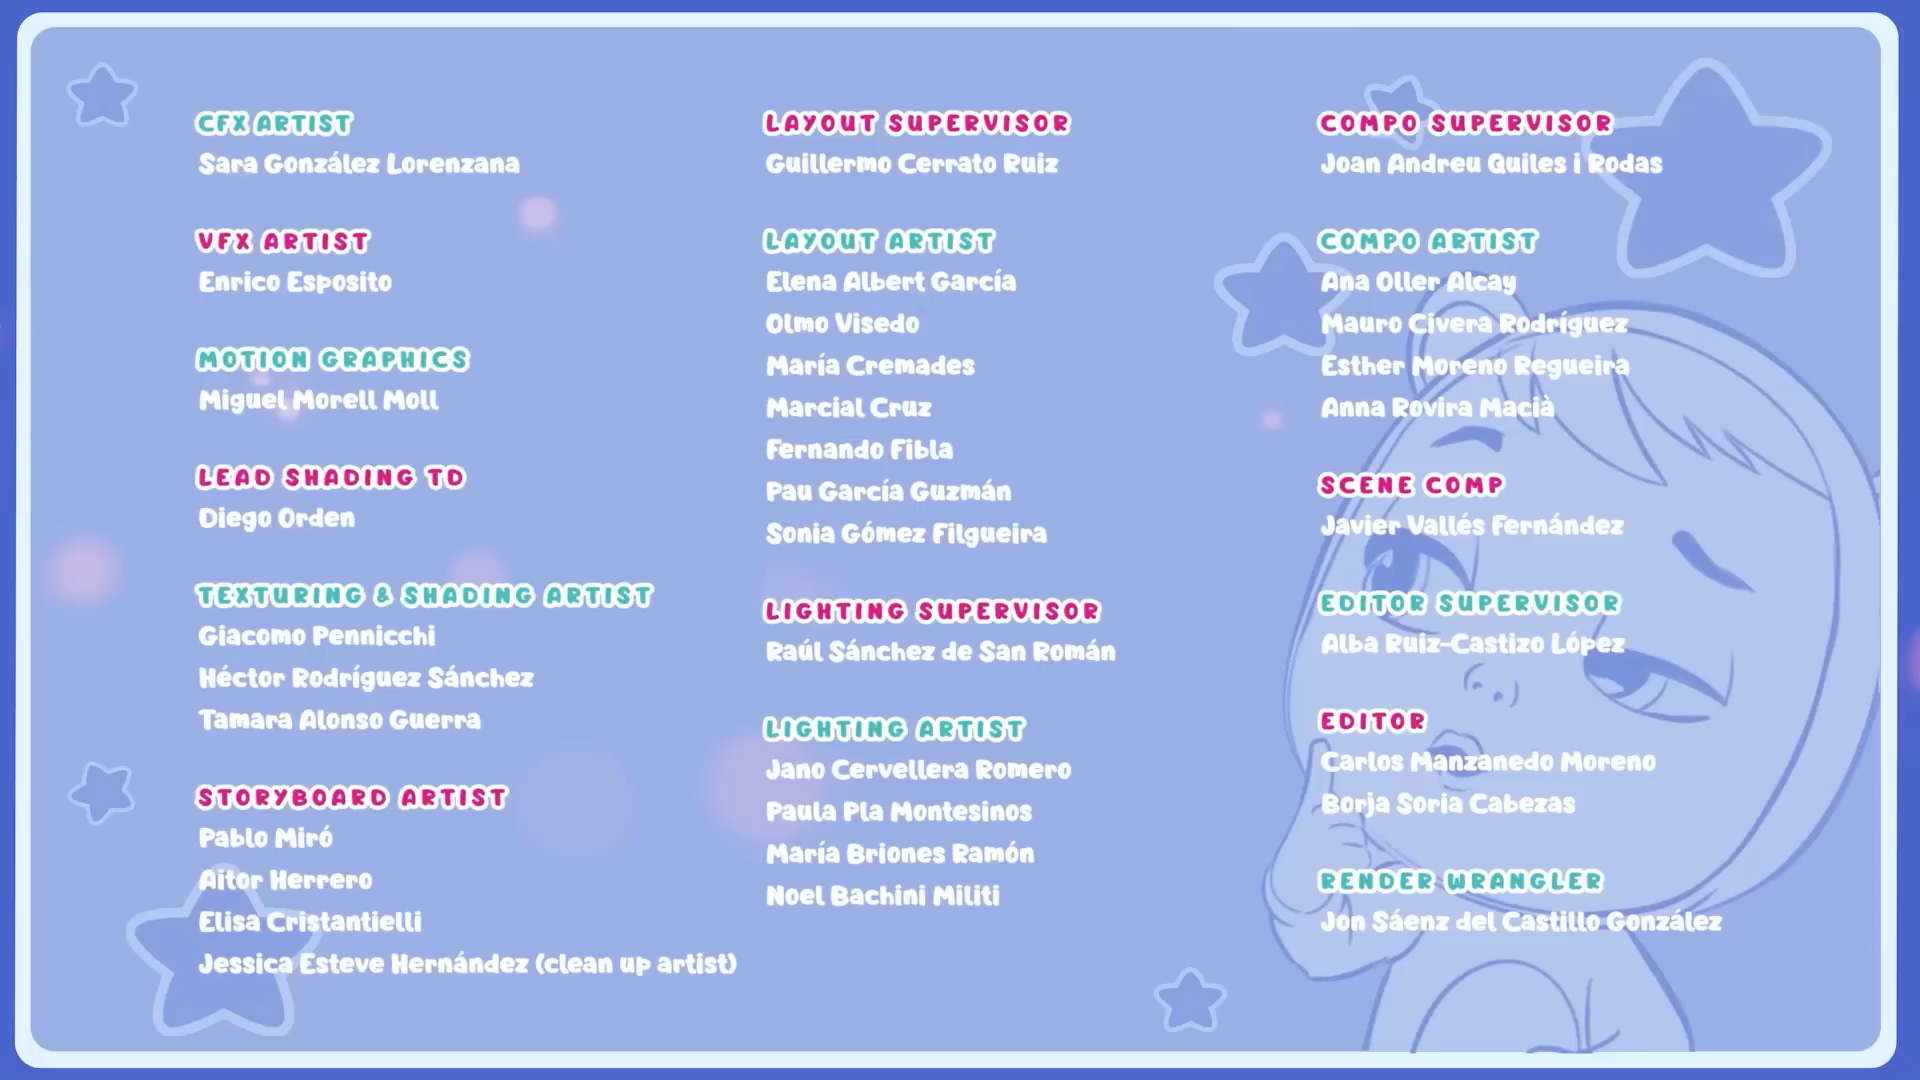 CFX ARTIST
Sara González Lorenzana
VFX ARTIST
Enrico Esposito
MOTION GRAPHICS
Miguel Morell Moll
LEAD SHADING TD
Diego Orden
TEXTURING & SHADING ARTIST
Giacomo Pennicchi
Héctor Rodríguez Sánchez
Tamara Alonso Guerra
STORYBOARD ARTIST
Pablo Miró
Aitor Herrero
Elisa Cristantielli
Jessica Esteve Hernández (clean up artist)
LAYOUT SUPERVISOR
Guillermo Cerrato Ruiz
LAYOUT ARTIST
Elena Albert García
Olmo Visedo
María Cremades
Marcial Cruz
Fernando Fibla
Pau García Guzmán
Sonia Gómez Filgueira
LIGHTING SUPERVISOR
Raúl Sánchez de San Román
LIGHTING ARTIST
Jano Cervellera Romero
Paula Pla Montesinos
María Briones Ramón
Noel Bachini Militi
COMPO SUPERVISOR
Joan Andreu Quiles i Rodas
COMPO ARTIST
Ana Oller Alcay
Mauro Civera Rodríguez
Esther Moreno Regueira
Anna Rovira Macià
SCENE COMP
Javier Vallés Fernández
EDITOR SUPERVISOR
Alba Ruiz-Castizo López
EDITOR
Carlos Manzanedo Moreno
Borja Soria Cabezas
RENDER WRANGLER
Jon Sáenz del Castillo González